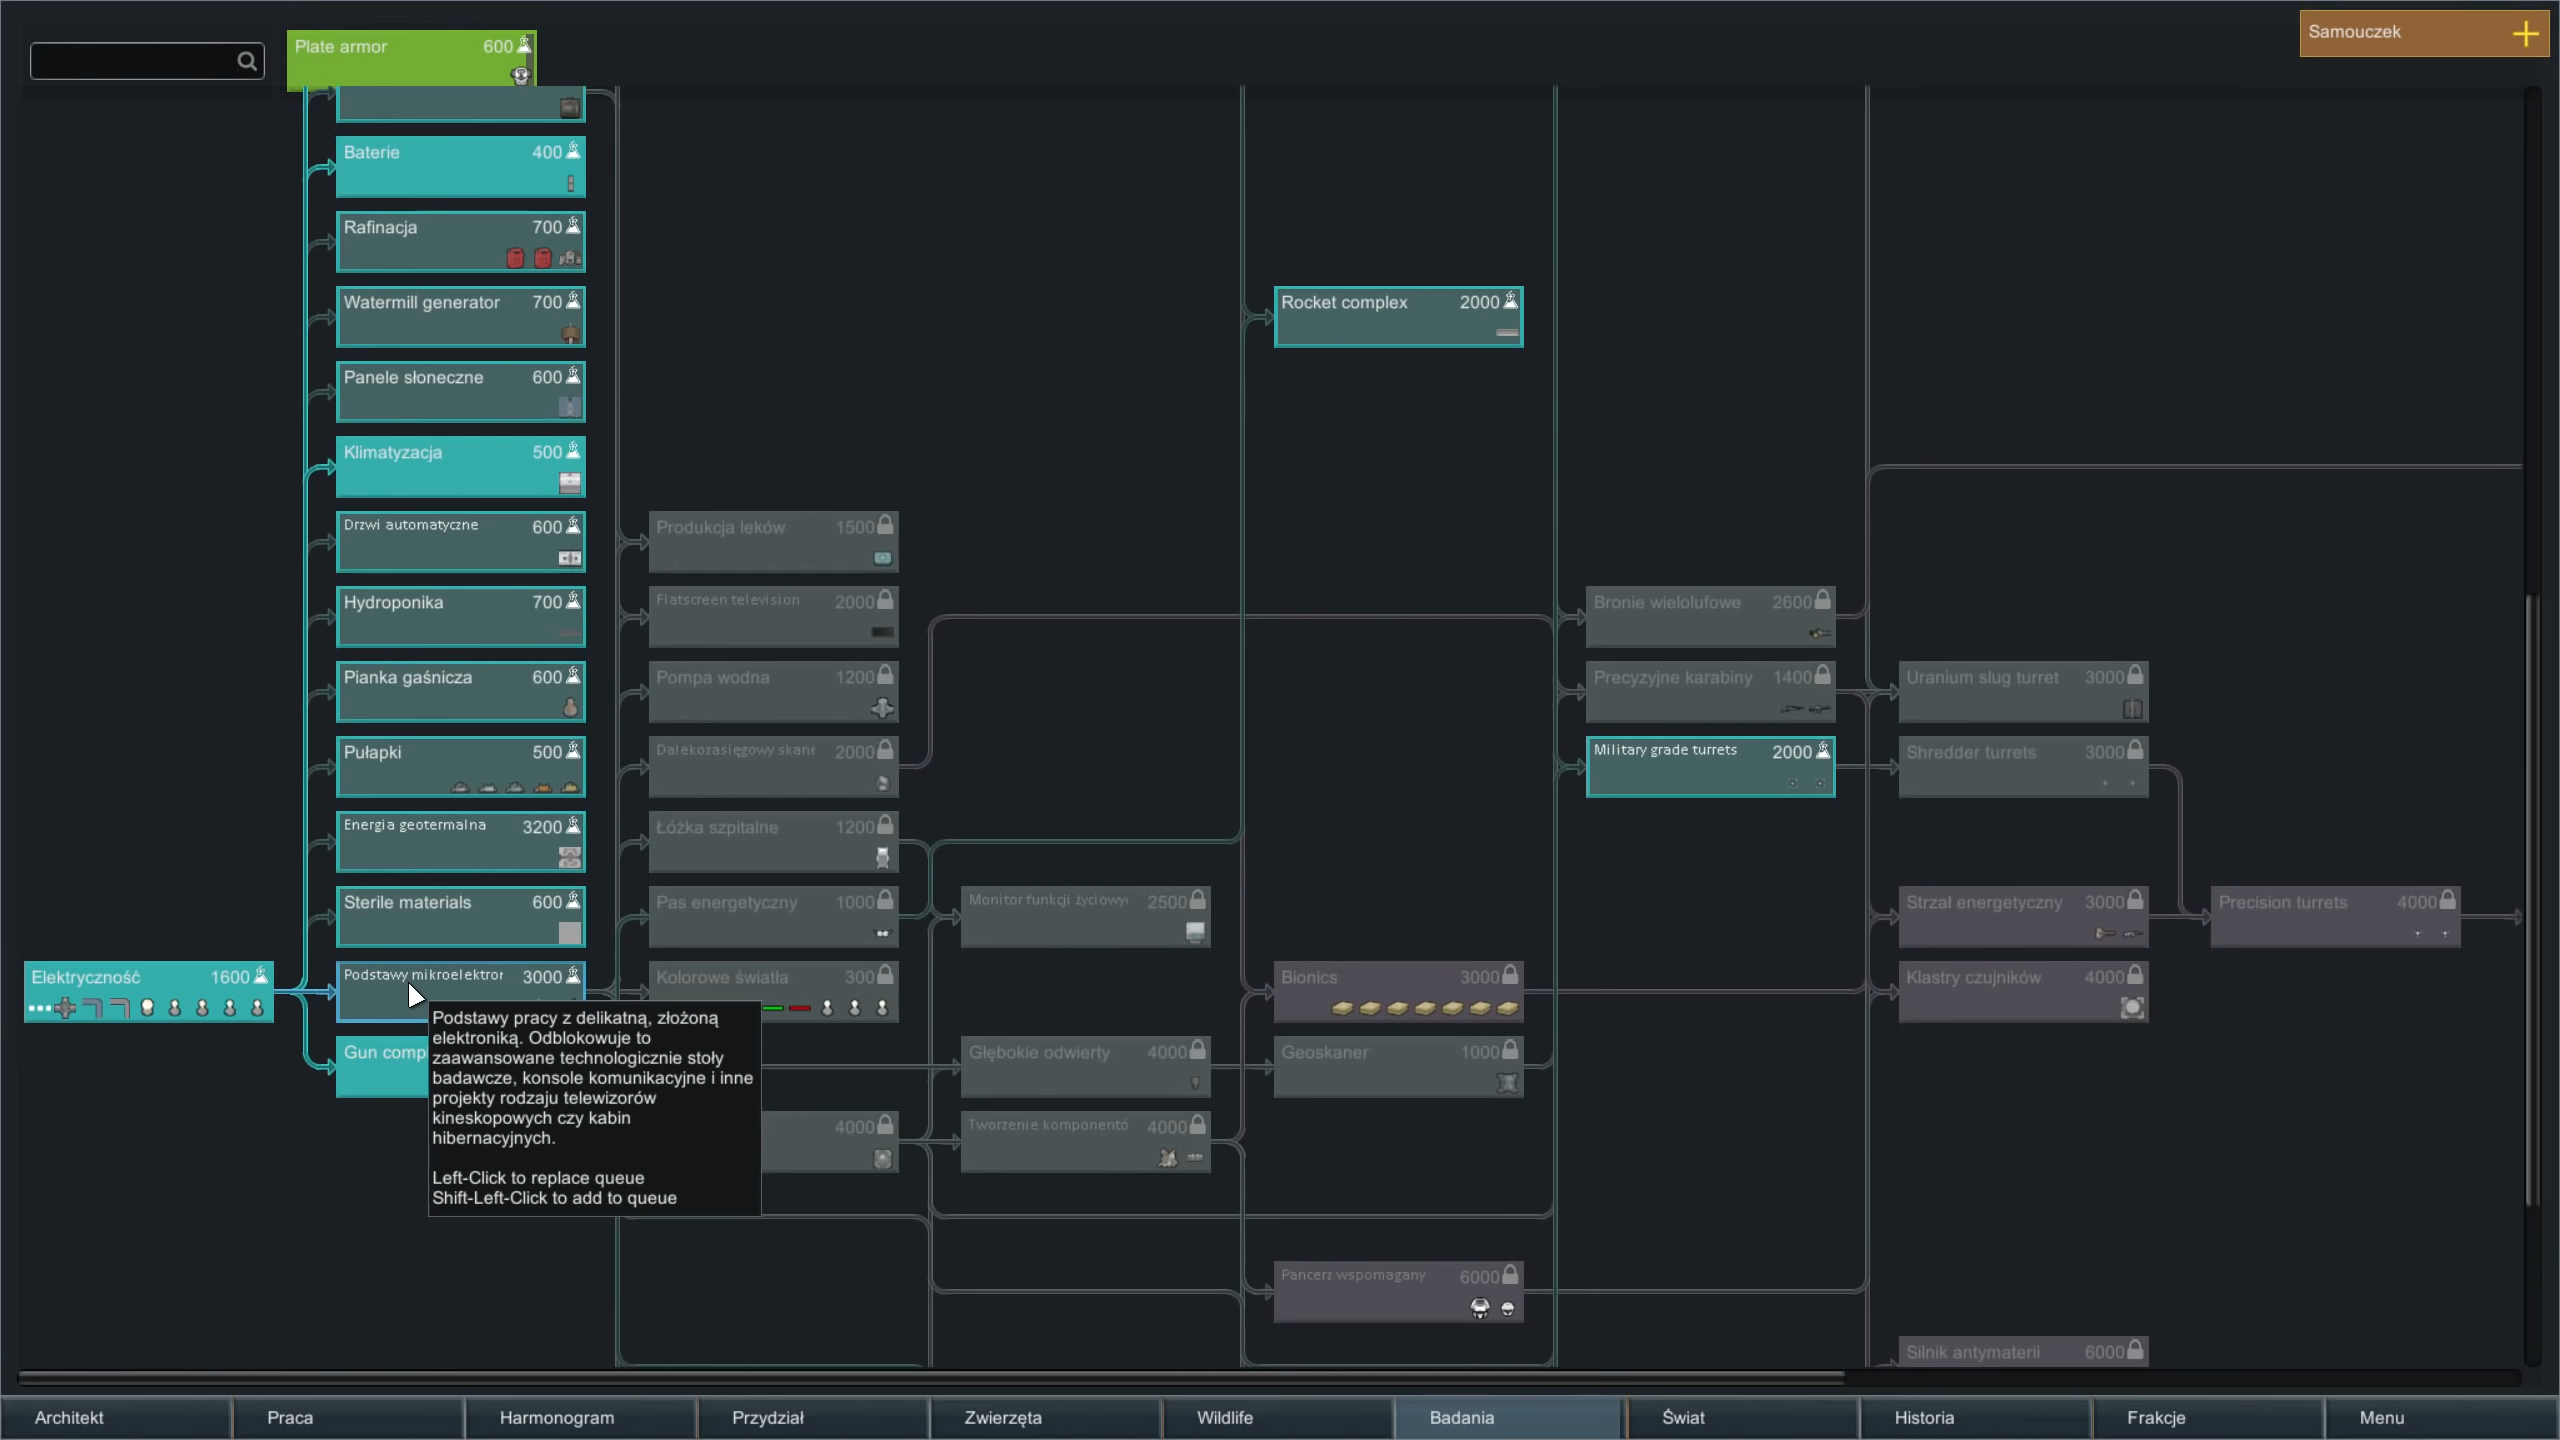 Plate armor 600
Samouczek
Baterie 400
Rafinacja 700
Watermill generator 700
Rocket complex 2000
Panele słoneczne 600
Klimatyzacja 500
Drzwi automatyczne 600
Produkcja leków 1500
Hydroponika 700
Flatscreen television 2000
Bronie wielolufowe 2600
Pianka gaśnicza 600
Pompa wodna 1200
Precyzyjne karabiny 1400
Uranium slug turret 3000
Pułapki 500
Dalekozasięgowy skane 2000
Military grade turrets 2000
Shredder turrets 3000
Energia geotermalna 3200
Łóżka szpitalne 1200
Sterile materials 600
Pas energetyczny 1000
Monitor funkcji życiowy 2500
Strzał energetyczny 3000
Precision turrets 4000
Elektryczność 1600
Podstawy mikroelektror 3000
Kolorowe światła 300
Bionics 3000
Klastry czujników 4000
Gun comp
Głębokie odwierty 4000
Geoskaner 1000
4000
Tworzenie komponentó 4000
Podstawy pracy z delikatną, złożoną
elektroniką. Odblokowuje to
zaawansowane technologicznie stoły
badawcze, konsole komunikacyjne i inne
projekty rodzaju telewizorów
kineskopowych czy kabin
hibernacyjnych.
Left-Click to replace queue
Shift-Left-Click to add to queue
Pancerz wspomagany 6000
Silnik antymaterii 6000
Architekt
Praca
Harmonogram
Przydział
Zwierzęta
Wildlife
Badania
Świat
Historia
Frakcje
Menu